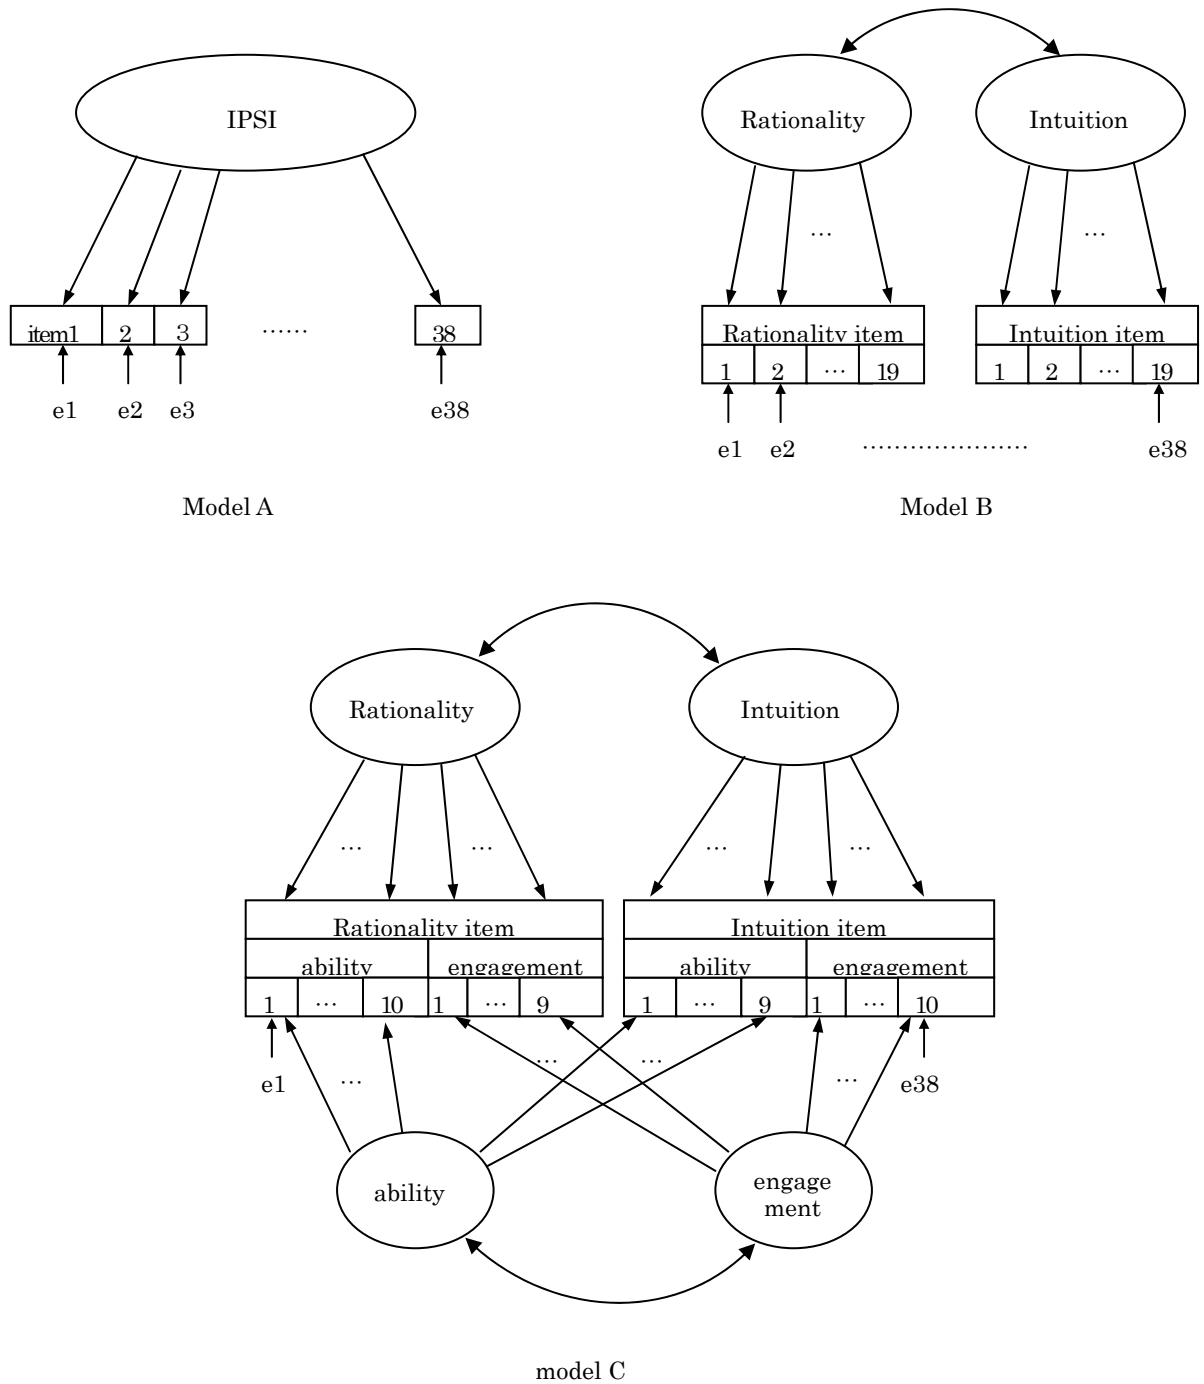 IPSI
item1 2 3 …… 38
e1 e2 e3 e38
Model A
Rationality Intuition
… …
Rationality item Intuition item
1 2 … 19 1 2 … 19
e1 e2 ………………… e38
Model B
Rationality Intuition
… … … …
Rationality item Intuition item
ability engagement ability engagement
1 … 10 1 … 9 1 … 9 1 … 10
… …
e1 … … e38
ability
engage
ment
model C